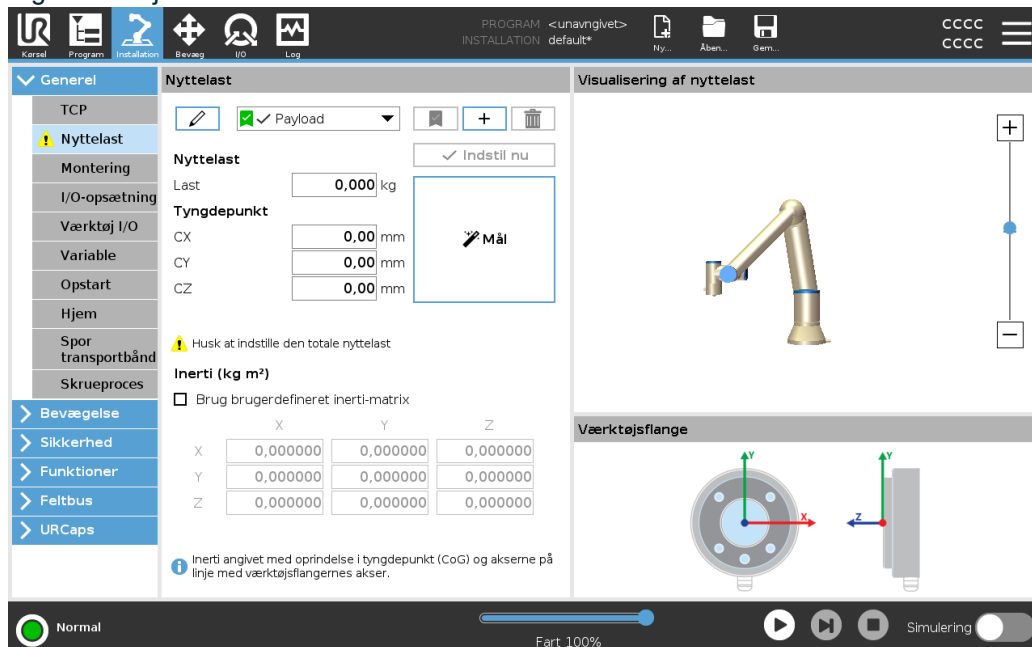 PROGRAM <unavngivet>
INSTALLATION default*
Kørsel Program Installation Bevæg I/O Log Ny... Åben... Gem...
cccc
cccc
Generel
TCP
Nyttelast
Montering
I/O-opsætning
Værktøj I/O
Variable
Opstart
Hjem
Spor
transportbånd
Skrueproces
Bevægelse
Sikkerhed
Funktioner
Feltbus
URCaps
Nyttelast
Payload
+
Indstil nu
Nyttelast
Last 0,000 kg
Tyngdepunkt
CX 0,00 mm
CY 0,00 mm
CZ 0,00 mm
Mål
Husk at indstille den totale nyttelast
Inerti (kg m²)
Brug brugerdefineret inerti-matrix
X Y Z
X 0,000000 0,000000 0,000000
Y 0,000000 0,000000 0,000000
Z 0,000000 0,000000 0,000000
Inerti angivet med oprindelse i tyngdepunkt (CoG) og akserne på
linje med værktøjsflangernes akser.
Visualisering af nyttelast
Værktøjsflange
Y Y
X Z
Normal
Fart 100%
Simulering